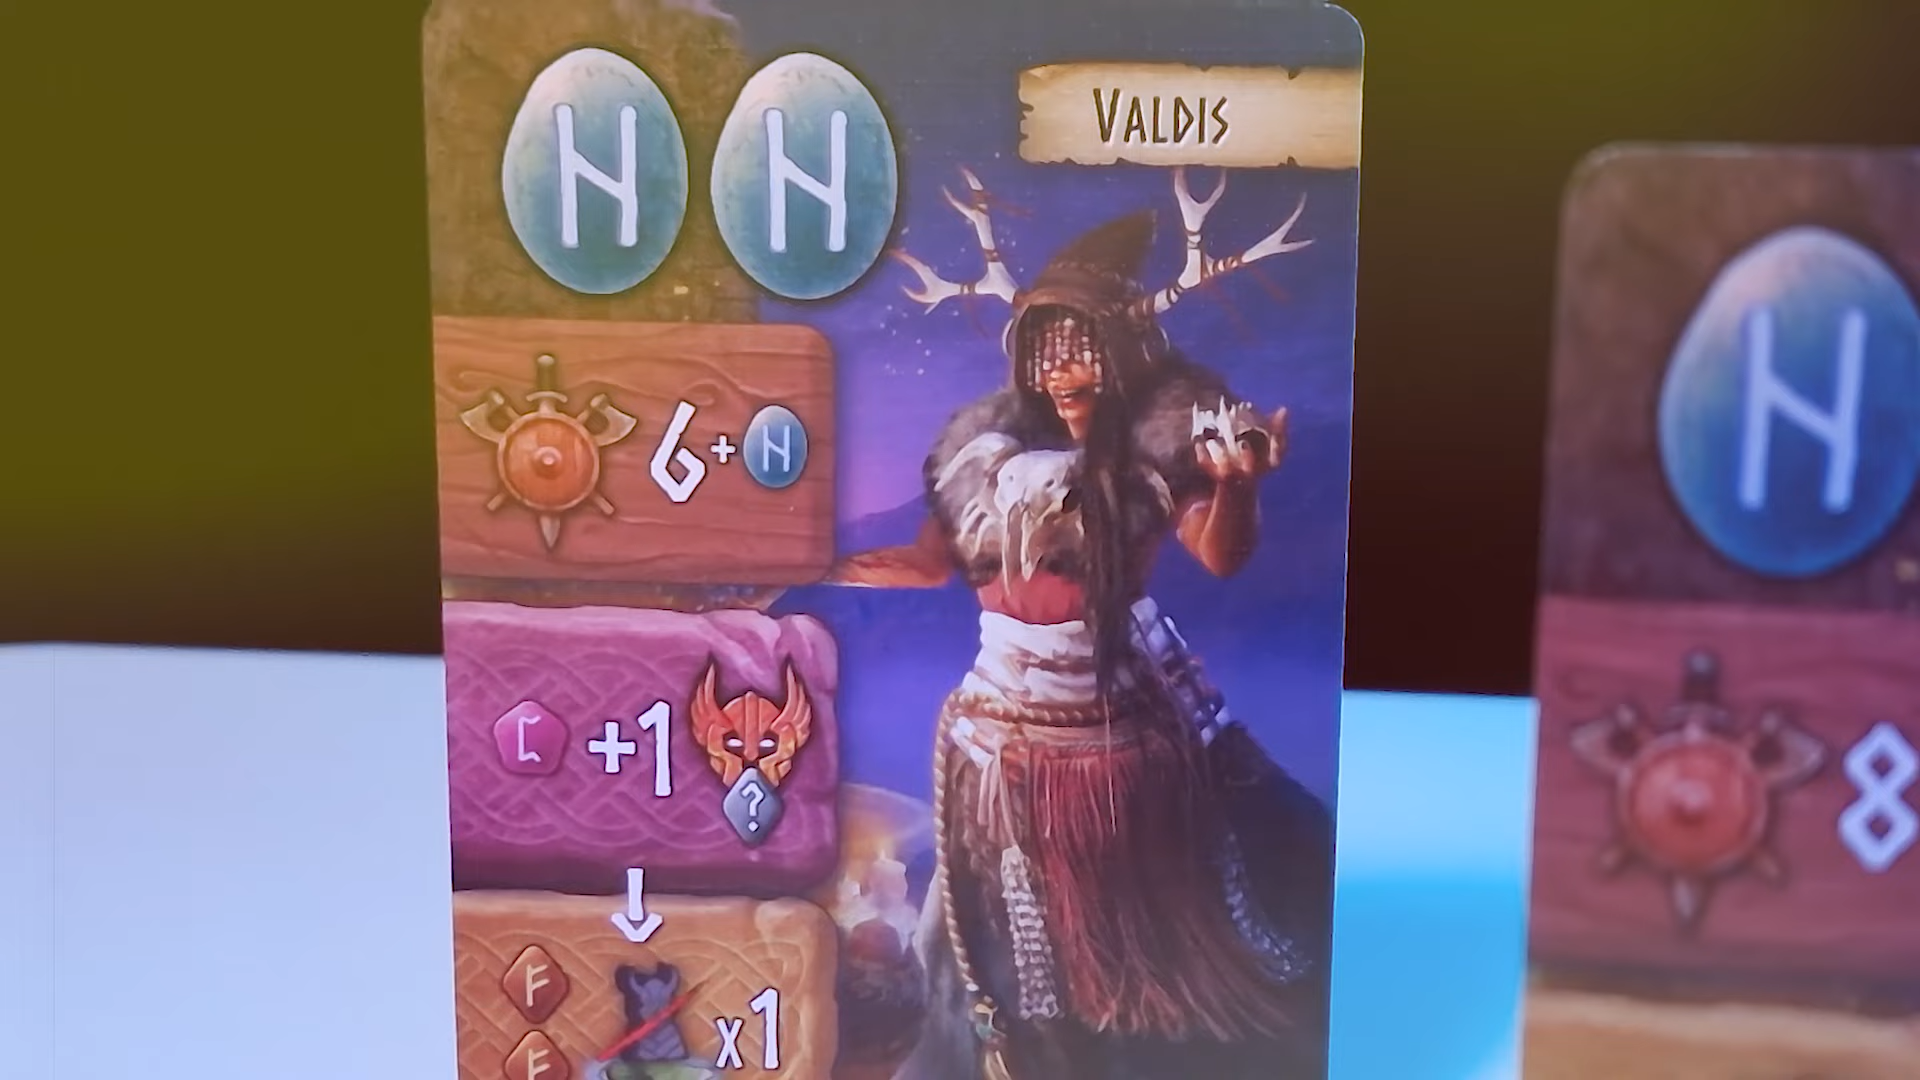 VALDIS
ᚺ ᚺ
6+ᚺ
ᛈ +1
?
ᚠ
ᚠ
x1
ᚺ
8